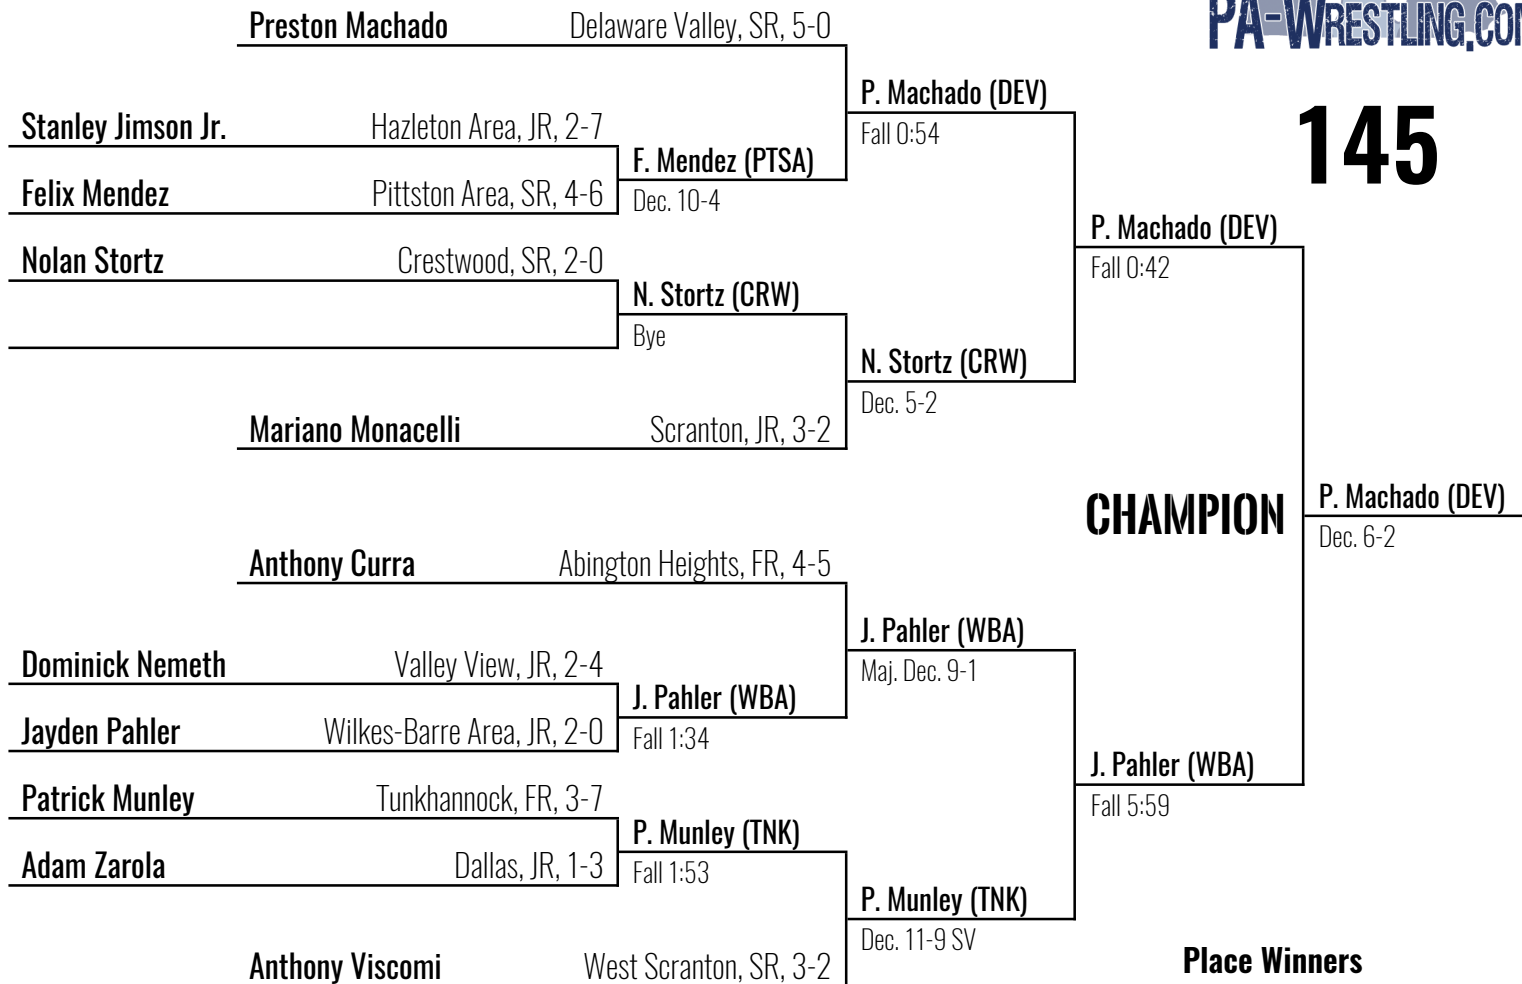 PA-WRESTLING.COM
145
Preston Machado Delaware Valley, SR, 5-0
P. Machado (DEV)
Fall 0:54
Stanley Jimson Jr. Hazleton Area, JR, 2-7
F. Mendez (PTSA)
Dec. 10-4
Felix Mendez Pittston Area, SR, 4-6
P. Machado (DEV)
Fall 0:42
Nolan Stortz Crestwood, SR, 2-0
N. Stortz (CRW)
Bye
N. Stortz (CRW)
Dec. 5-2
Mariano Monacelli Scranton, JR, 3-2
CHAMPION
P. Machado (DEV)
Dec. 6-2
Anthony Curra Abington Heights, FR, 4-5
J. Pahler (WBA)
Maj. Dec. 9-1
Dominick Nemeth Valley View, JR, 2-4
J. Pahler (WBA)
Fall 1:34
Jayden Pahler Wilkes-Barre Area, JR, 2-0
J. Pahler (WBA)
Fall 5:59
Patrick Munley Tunkhannock, FR, 3-7
P. Munley (TNK)
Fall 1:53
Adam Zarola Dallas, JR, 1-3
P. Munley (TNK)
Dec. 11-9 SV
Anthony Viscomi West Scranton, SR, 3-2
Place Winners